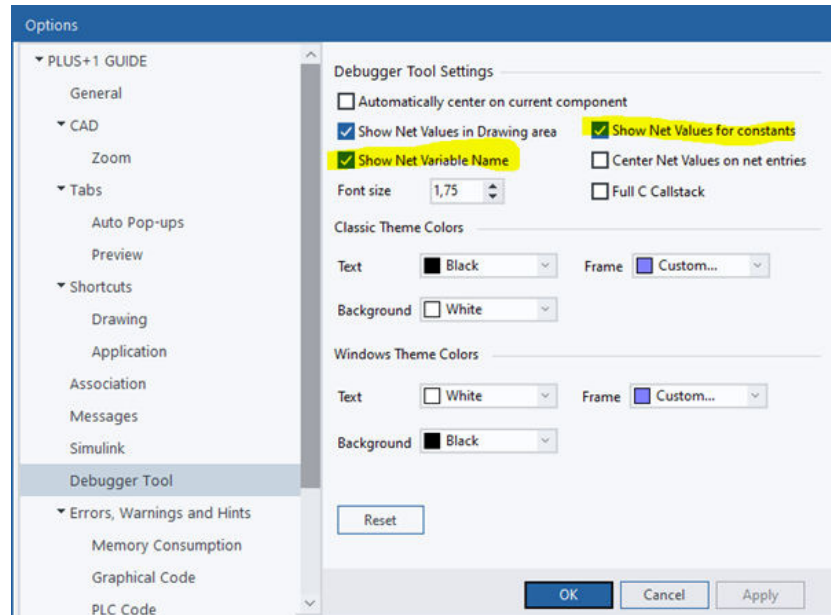 Options
PLUS+1 GUIDE
General
CAD
Zoom
Tabs
Auto Pop-ups
Preview
Shortcuts
Drawing
Application
Association
Messages
Simulink
Debugger Tool
Errors, Warnings and Hints
Memory Consumption
Graphical Code
PLC Code
Debugger Tool Settings
Automatically center on current component
Show Net Values in Drawing area Show Net Values for constants
Show Net Variable Name Center Net Values on net entries
Font size 1,75 Full C Callstack
Classic Theme Colors
Text Black Frame Custom...
Background White
Windows Theme Colors
Text White Frame Custom...
Background Black
Reset
OK Cancel Apply